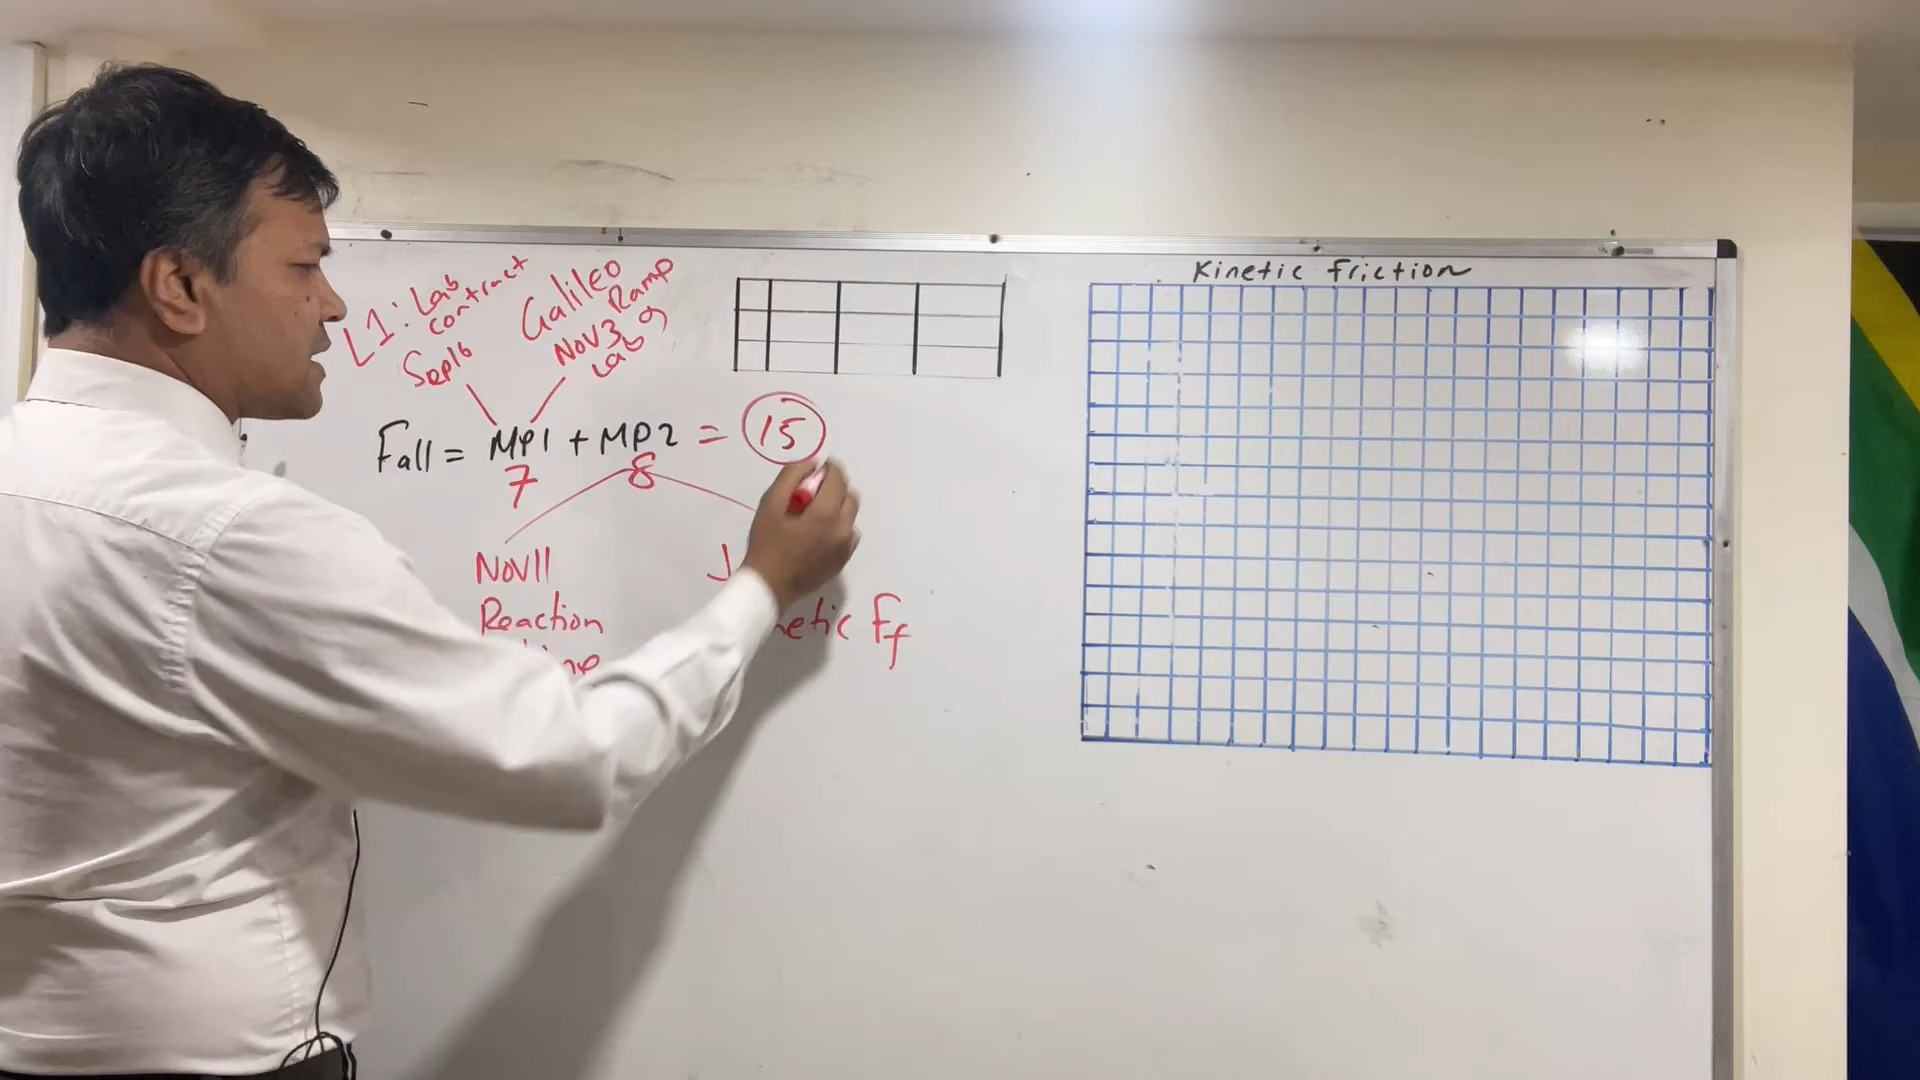 Kinetic friction
L1: Lab
contract
Sep16
Galileo
Ramp
Nov3
Lab
Fall = MP1 + MP2 = 15
7
8
Nov11
J
Reaction
netic Ff